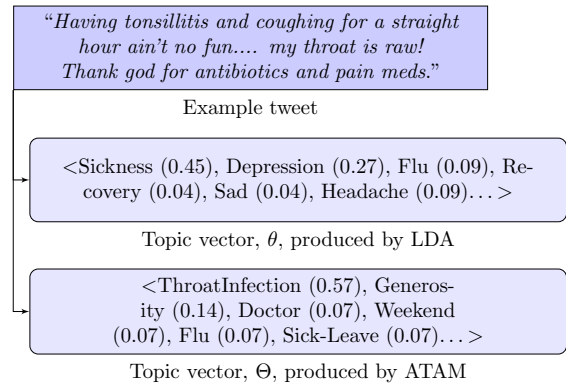 “Having tonsillitis and coughing for a straight
hour ain’t no fun.... my throat is raw!
Thank god for antibiotics and pain meds.”
Example tweet
<Sickness (0.45), Depression (0.27), Flu (0.09), Re-
covery (0.04), Sad (0.04), Headache (0.09)...>
Topic vector, θ, produced by LDA
<ThroatInfection (0.57), Generos-
ity (0.14), Doctor (0.07), Weekend
(0.07), Flu (0.07), Sick-Leave (0.07)...>
Topic vector, Θ, produced by ATAM